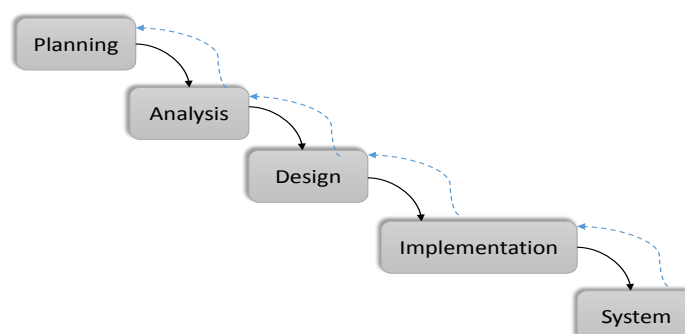 Planning
Analysis
Design
Implementation
System